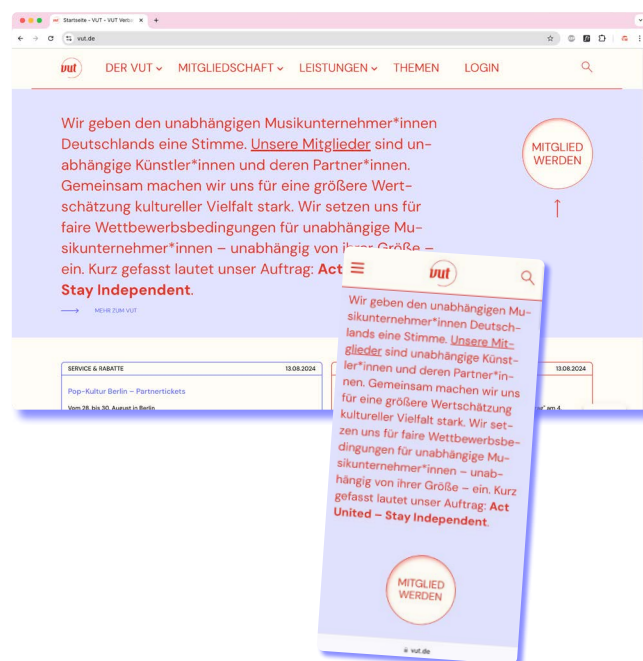 Startseite - VUT - VUT Verba
vut.de
vut
DER VUT
MITGLIEDSCHAFT
LEISTUNGEN
THEMEN
LOGIN
Wir geben den unabhängigen Musikunternehmer*innen
Deutschlands eine Stimme. Unsere Mitglieder sind un-
abhängige Künstler*innen und deren Partner*innen.
Gemeinsam machen wir uns für eine größere Wert-
schätzung kultureller Vielfalt stark. Wir setzen uns für
faire Wettbewerbsbedingungen für unabhängige Mu-
sikunternehmer*innen – unabhängig von ihrer Größe –
ein. Kurz gefasst lautet unser Auftrag: Act
Stay Independent.
MEHR ZUM VUT
MITGLIED
WERDEN
SERVICE & RABATTE
13.08.2024
Pop-Kultur Berlin – Partnertickets
Vom 28. bis 30. August in Berlin
13.08.2024
am 4.
vut
Wir geben den unabhängigen Mu-
sikunternehmer*innen Deutsch-
lands eine Stimme. Unsere Mit-
glieder sind unabhängige Künst-
ler*innen und deren Partner*in-
nen. Gemeinsam machen wir uns
für eine größere Wertschätzung
kultureller Vielfalt stark. Wir set-
zen uns für faire Wettbewerbsbe-
dingungen für unabhängige Mu-
sikunternehmer*innen – unab-
hängig von ihrer Größe – ein. Kurz
gefasst lautet unser Auftrag: Act
United – Stay Independent.
MITGLIED
WERDEN
vut.de